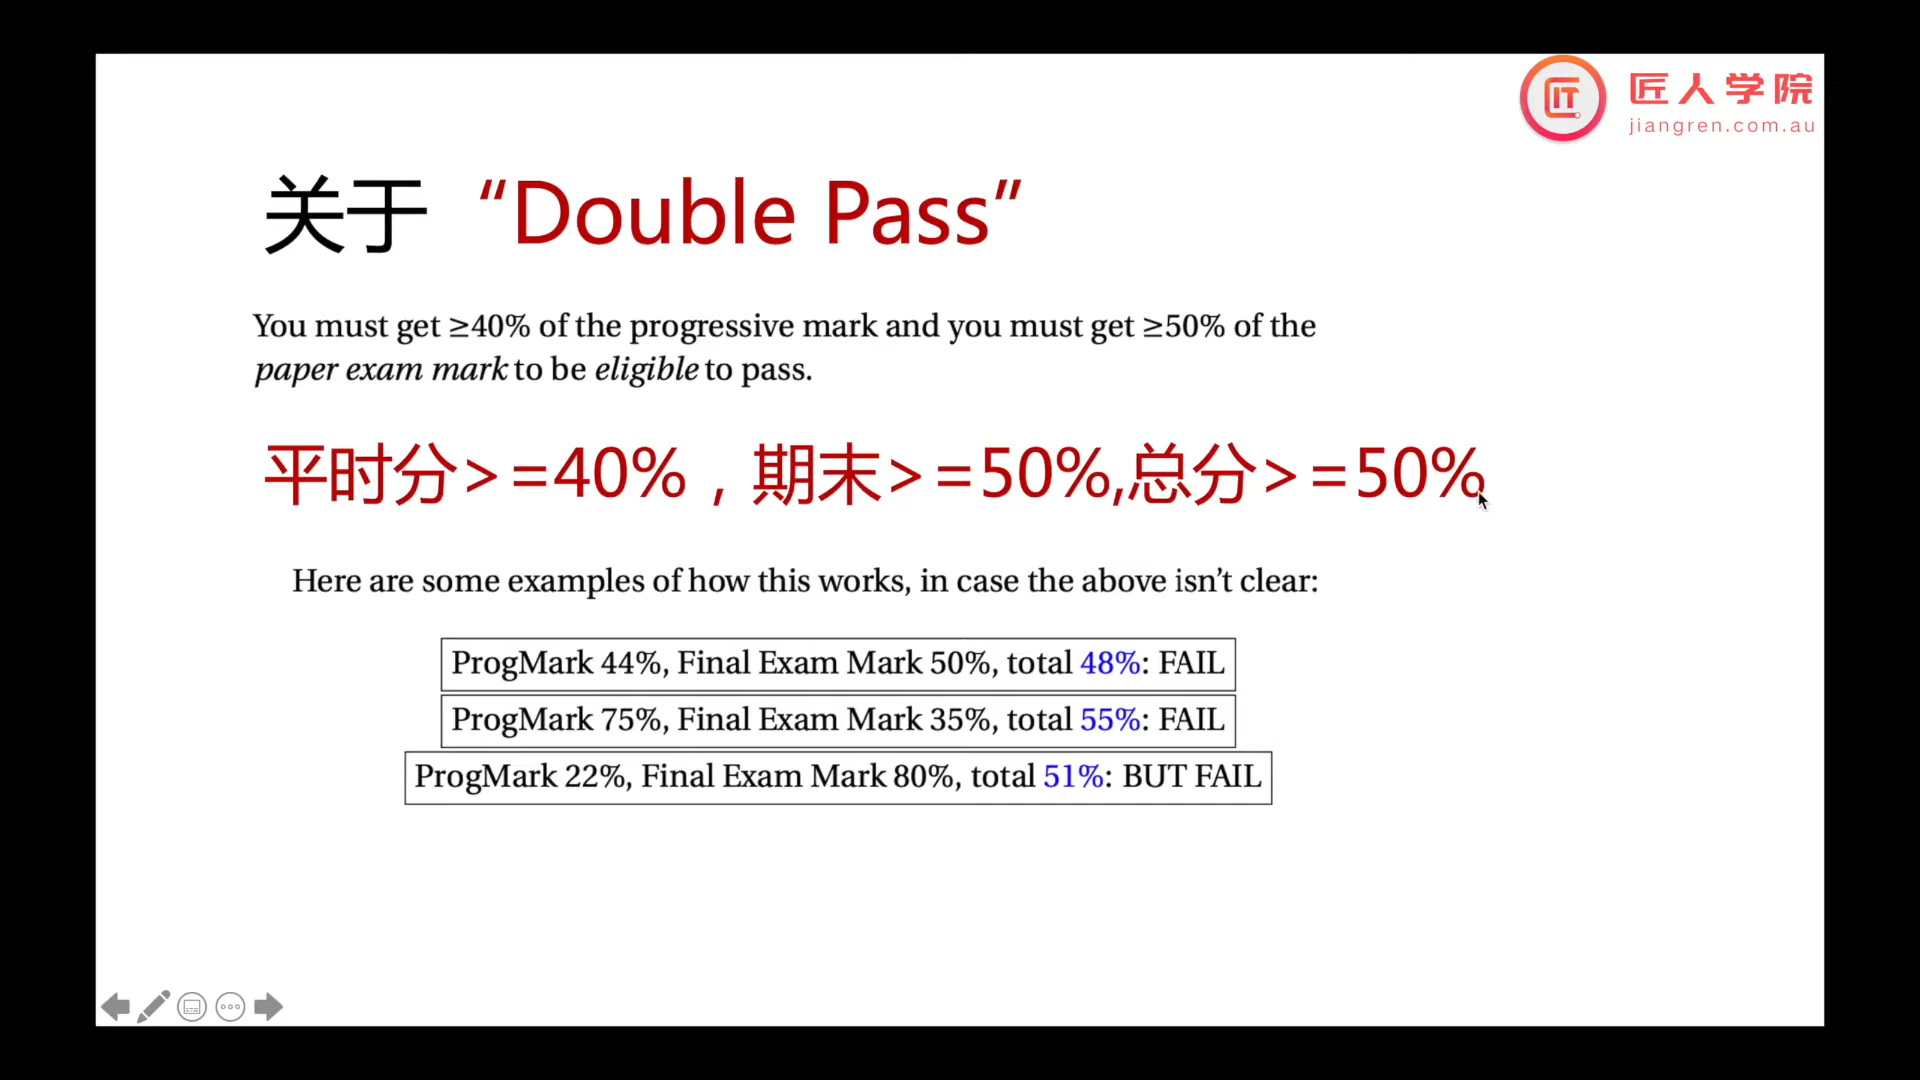 匠人学院
jiangren.com.au
关于 “Double Pass”
You must get ≥40% of the progressive mark and you must get ≥50% of the
paper exam mark to be eligible to pass.
平时分>=40%，期末>=50%,总分>=50%
Here are some examples of how this works, in case the above isn’t clear:
ProgMark 44%, Final Exam Mark 50%, total 48%: FAIL
ProgMark 75%, Final Exam Mark 35%, total 55%: FAIL
ProgMark 22%, Final Exam Mark 80%, total 51%: BUT FAIL